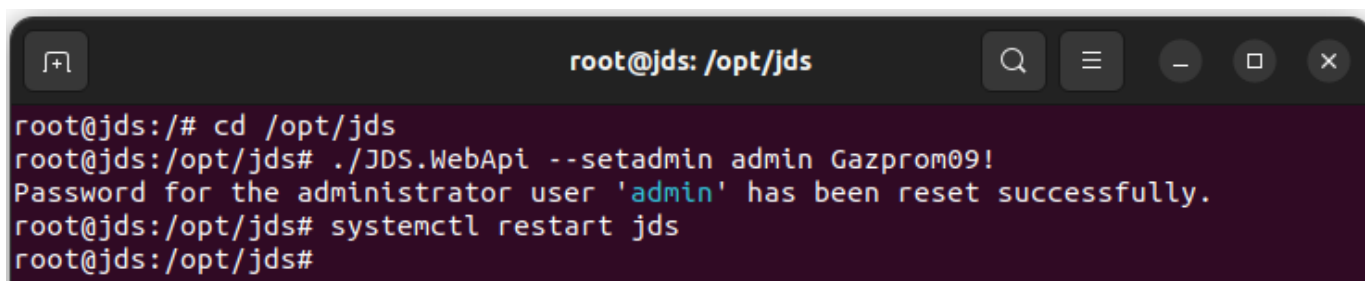 root@jds: /opt/jds
root@jds:/# cd /opt/jds
root@jds:/opt/jds# ./JDS.WebApi --setadmin admin Gazprom09!
Password for the administrator user 'admin' has been reset successfully.
root@jds:/opt/jds# systemctl restart jds
root@jds:/opt/jds#